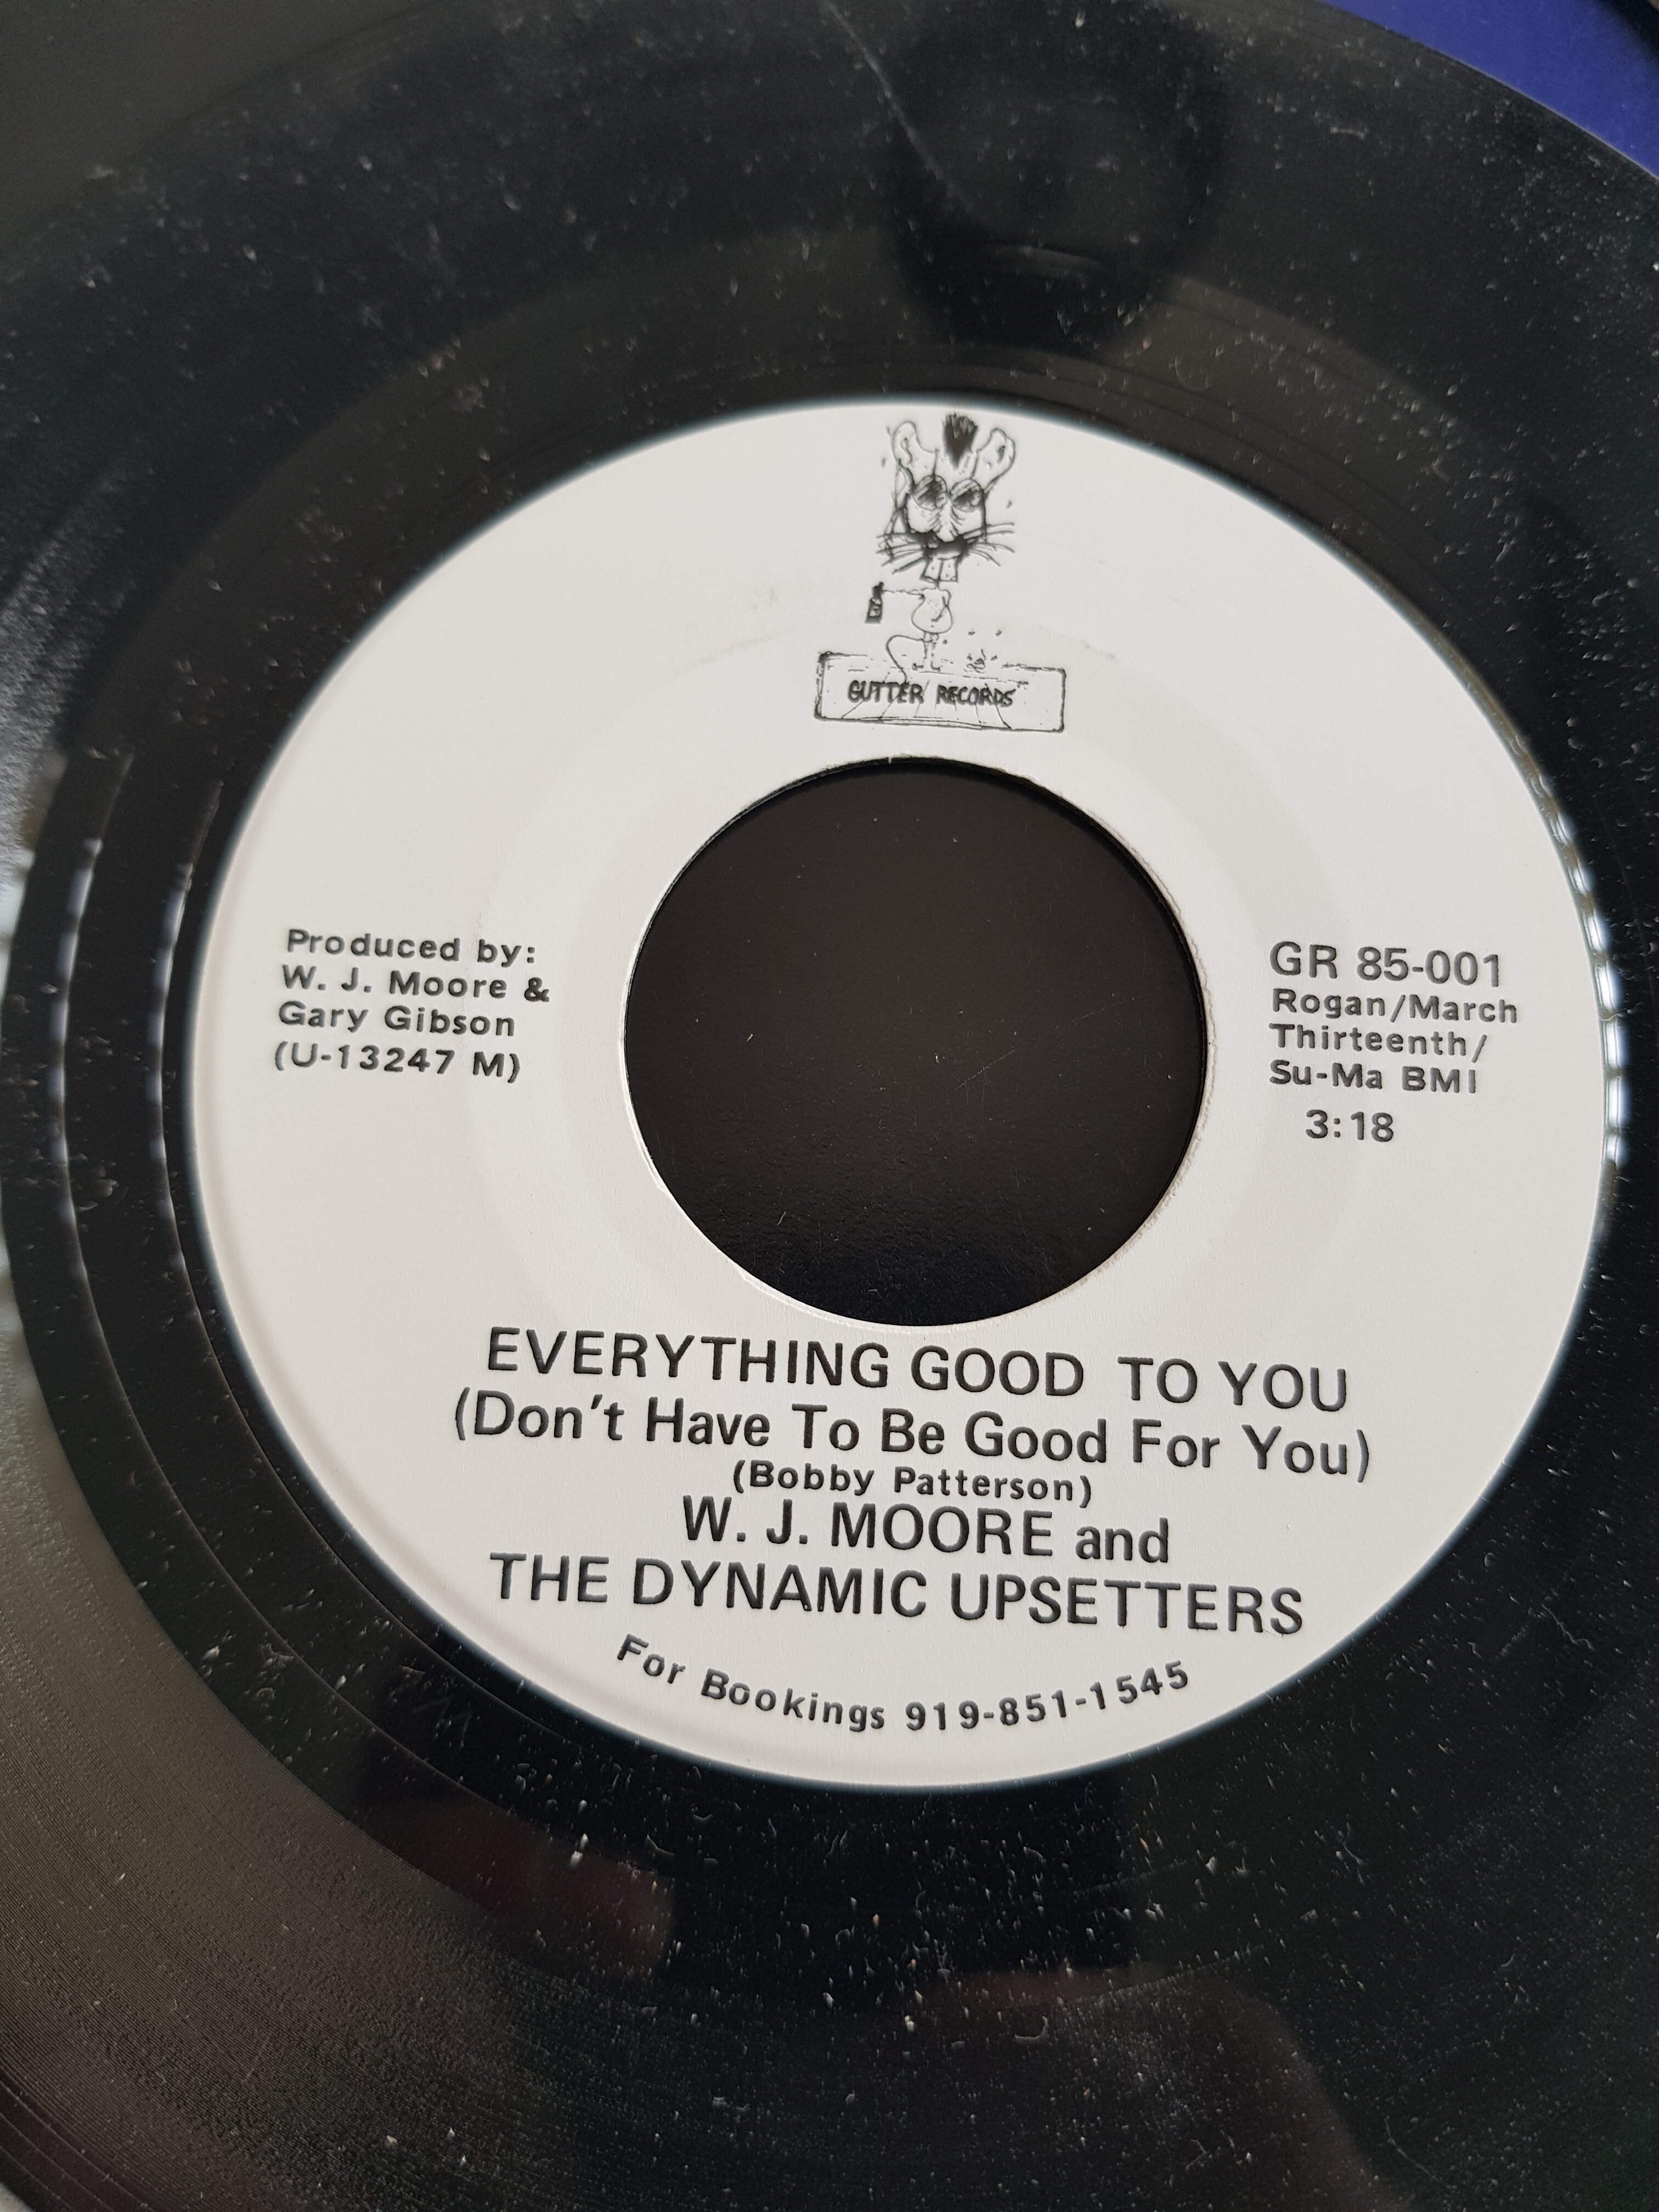 GUTTER RECORDS
Produced by:
W. J. Moore &
Gary Gibson
(U-13247 M)
GR 85-001
Rogan/March
Thirteenth/
Su-Ma BMI
3:18
EVERYTHING GOOD TO YOU
(Don't Have To Be Good For You)
(Bobby Patterson)
W. J. MOORE and
THE DYNAMIC UPSETTERS
For Bookings 919-851-1545